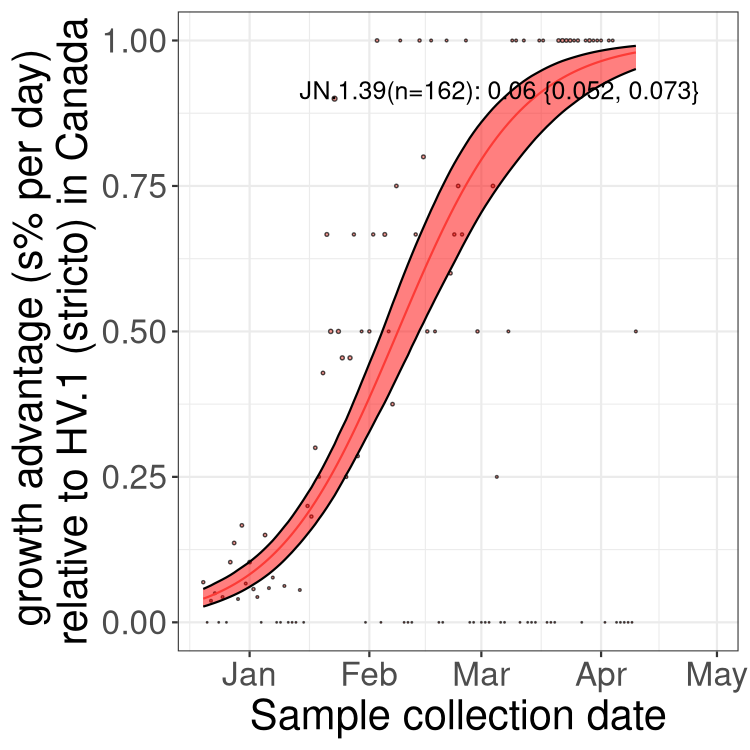 growth advantage (s% per day)
relative to HV.1 (stricto) in Canada
1.00
0.75
0.50
0.25
0.00
JN.1.39(n=162): 0.06 {0.052, 0.073}
Jan Feb Mar Apr May
Sample collection date